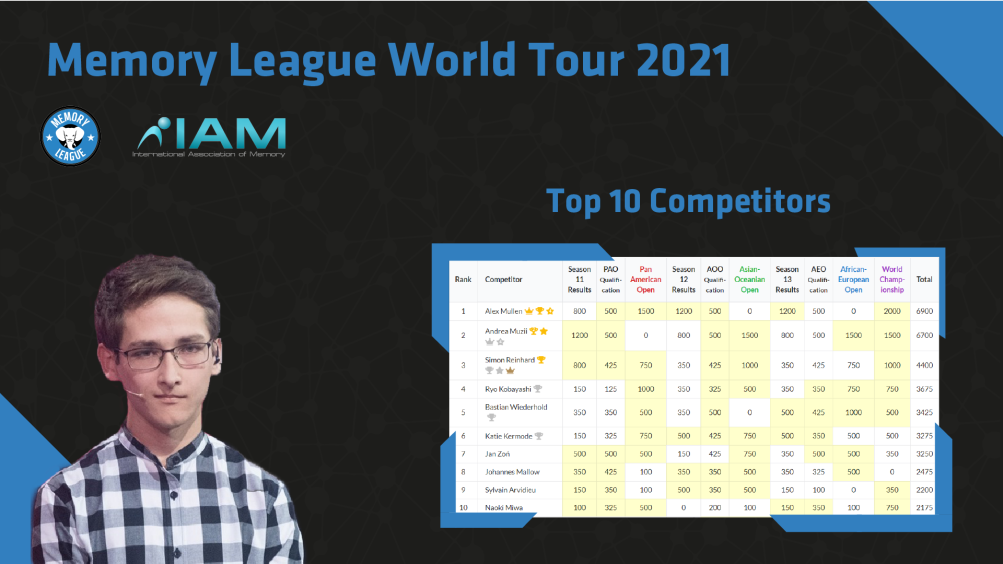 Memory League World Tour 2021
MEMORY
LEAGUE
IAM
International Association of Memory
Top 10 Competitors
Rank Competitor Season 11 Results PAO Qualifi-cation Pan American Open Season 12 Results AOO Qualifi-cation Asian-Oceanian Open Season 13 Results AEO Qualifi-cation African-European Open World Champ-ionship Total
1 Alex Mullen 800 500 1500 1200 500 0 1200 500 0 2000 6900
2 Andrea Muzii 1200 500 0 800 500 1500 800 500 1500 1500 6700
3 Simon Reinhard 800 425 750 350 425 1000 350 425 750 1000 4400
4 Ryo Kobayashi 150 125 1000 350 325 500 350 350 750 750 3675
5 Bastian Wiederhold 350 350 500 350 500 0 500 425 1000 500 3425
6 Katie Kermode 150 325 750 500 425 750 500 350 500 500 3275
7 Jan Zoń 500 500 500 150 425 750 350 500 500 350 3250
8 Johannes Mallow 350 425 100 350 350 500 350 325 500 0 2475
9 Sylvain Arvidieu 150 350 100 500 350 500 150 100 0 350 2200
10 Naoki Miwa 100 325 500 0 200 100 150 350 100 750 2175